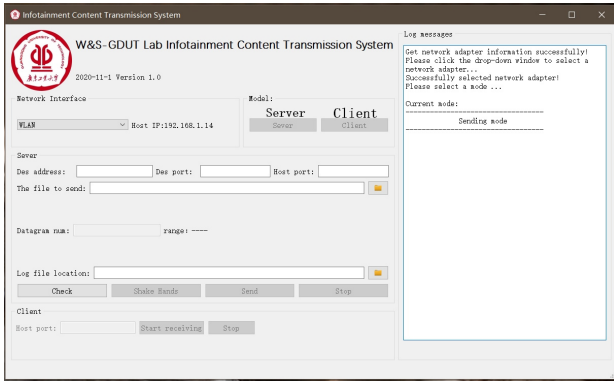 Infotainment Content Transmission System
W&S-GDUT Lab Infotainment Content Transmission System
2020-11-1 Version 1.0
Network Interface
WLAN
Host IP:192.168.1.14
Model:
Server Client
Sever Client
Sever
Des address:
Des port:
Host port:
The file to send:
Datagram num:
range: ----
Log file location:
Check
Shake Hands
Send
Stop
Client
Host port:
Start receiving
Stop
Log messages
Get network adapter information successfully!
Please click the drop-down window to select a
network adapter...
Successfully selected network adapter!
Please select a mode ...
Current mode:
--------------------------------
Sending mode
--------------------------------